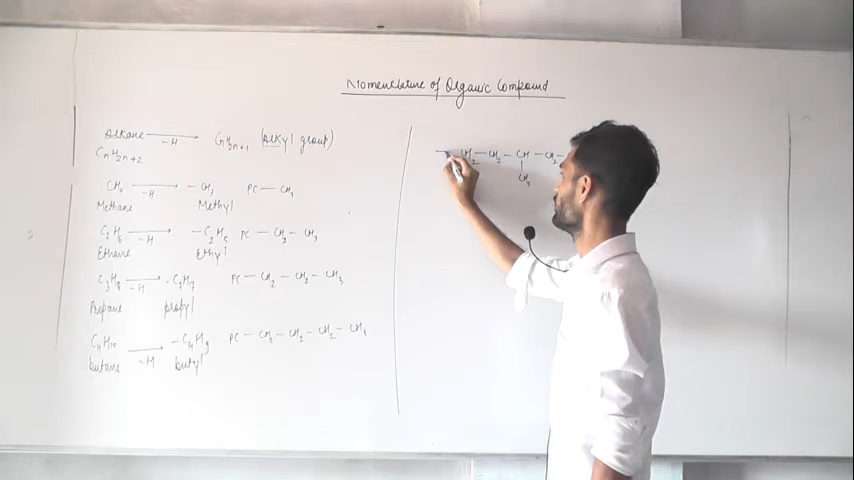 Nomenclature of Organic Compound
Alkane —-H→ CnH2n+1 (Alkyl group)
CnH2n+2
CH4 —-H→ - CH3 PC — CH3
Methane Methyl
C2H6 —-H→ - C2H5 PC — CH2 — CH3
Ethane Ethyl
C3H8 —-H→ - C3H7 PC — CH2 — CH2 — CH3
Propane propyl
C4H10 —-H→ - C4H9 PC — CH2 — CH2 — CH2 — CH3
butane butyl
— CH2 — CH2 — CH — CH2 —
CH3